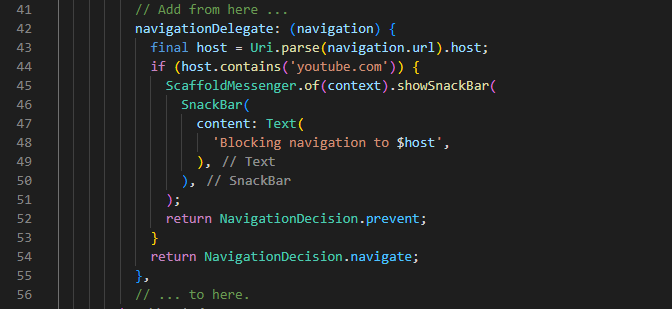 41 // Add from here ...
42 navigationDelegate: (navigation) {
43 final host = Uri.parse(navigation.url).host;
44 if (host.contains('youtube.com')) {
45 ScaffoldMessenger.of(context).showSnackBar(
46 SnackBar(
47 content: Text(
48 'Blocking navigation to $host',
49 ), // Text
50 ), // SnackBar
51 );
52 return NavigationDecision.prevent;
53 }
54 return NavigationDecision.navigate;
55 },
56 // ... to here.